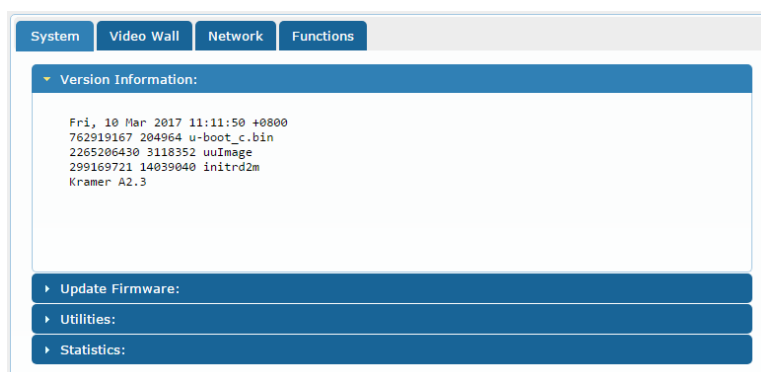 System Video Wall Network Functions
Version Information:
Fri, 10 Mar 2017 11:11:50 +0800
762919167 204964 u-boot_c.bin
2265206430 3118352 uuImage
299169721 14039040 initrd2m
Kramer A2.3
Update Firmware:
Utilities:
Statistics: